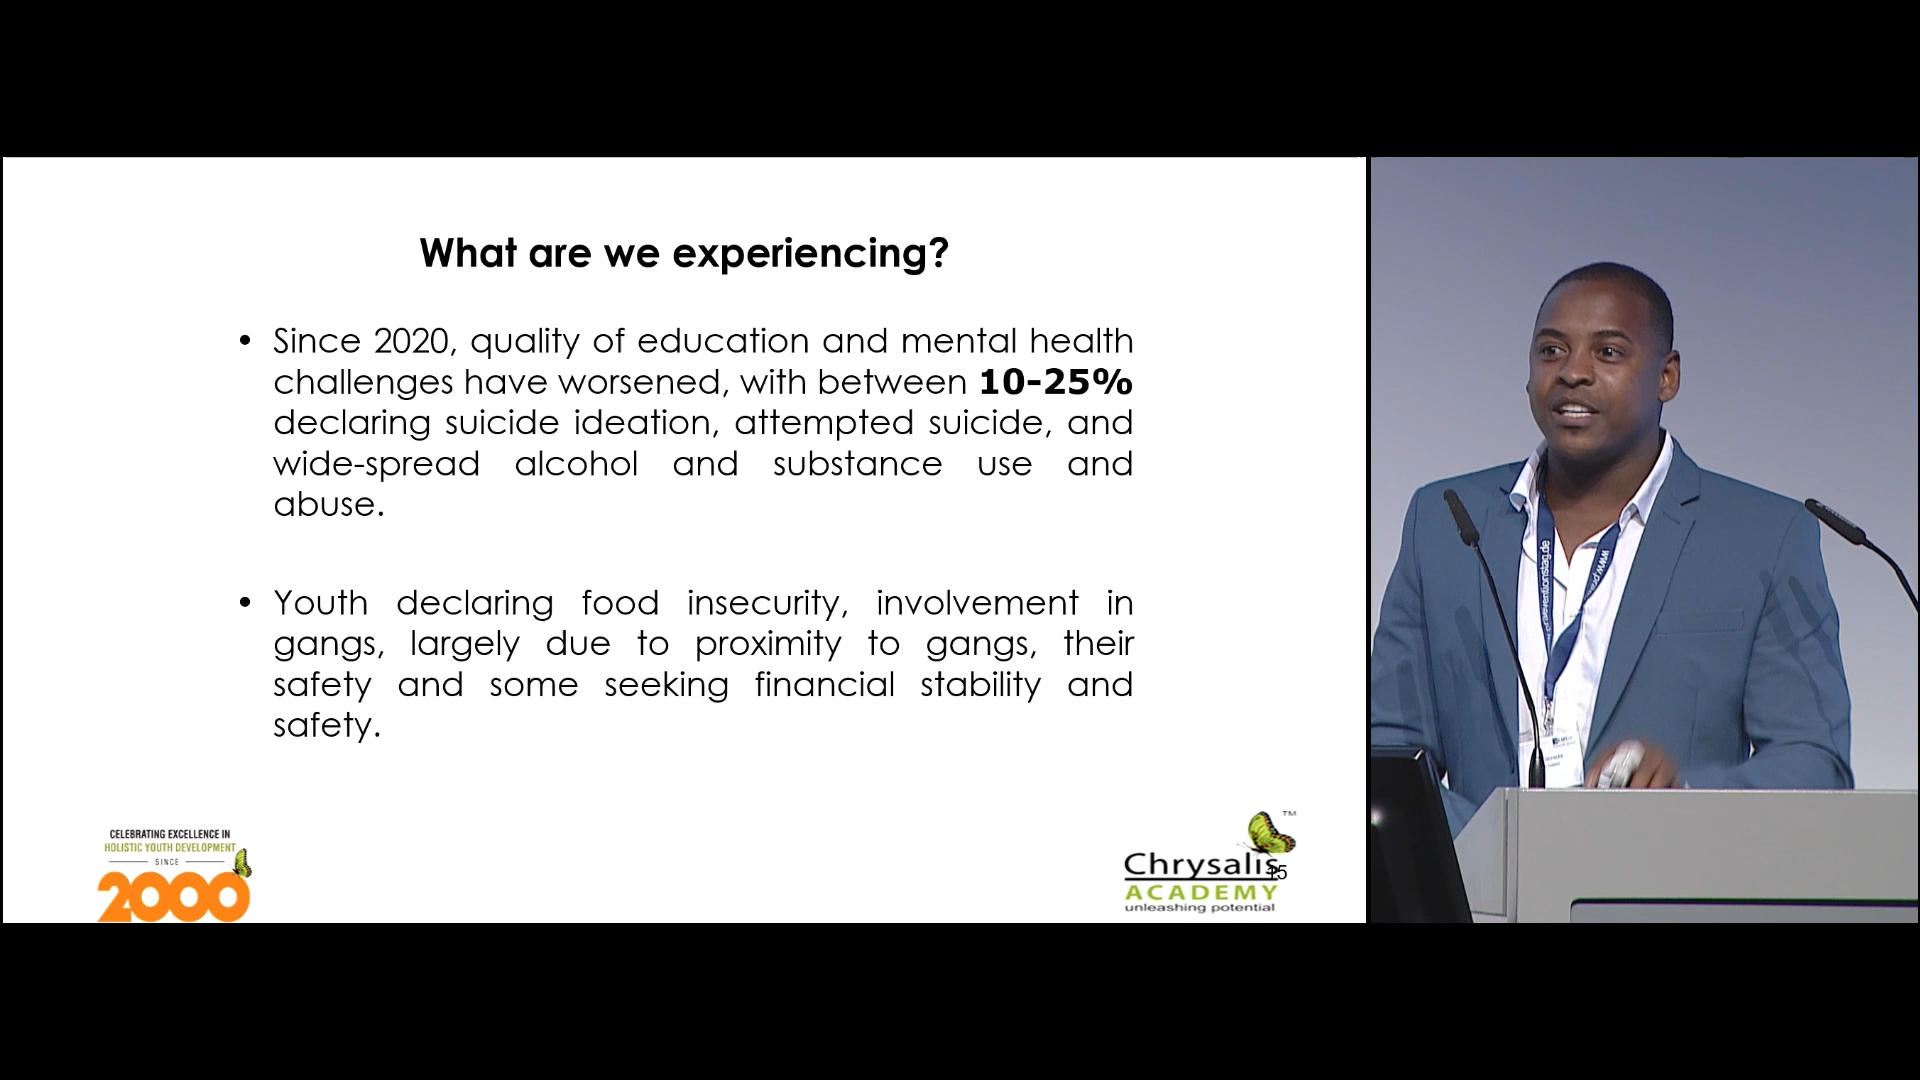 What are we experiencing?
• Since 2020, quality of education and mental health
challenges have worsened, with between 10-25%
declaring suicide ideation, attempted suicide, and
wide-spread alcohol and substance use and
abuse.
• Youth declaring food insecurity, involvement in
gangs, largely due to proximity to gangs, their
safety and some seeking financial stability and
safety.
CELEBRATING EXCELLENCE IN
HOLISTIC YOUTH DEVELOPMENT
SINCE
2000
TM
Chrysalis
15
ACADEMY
unleashing potential